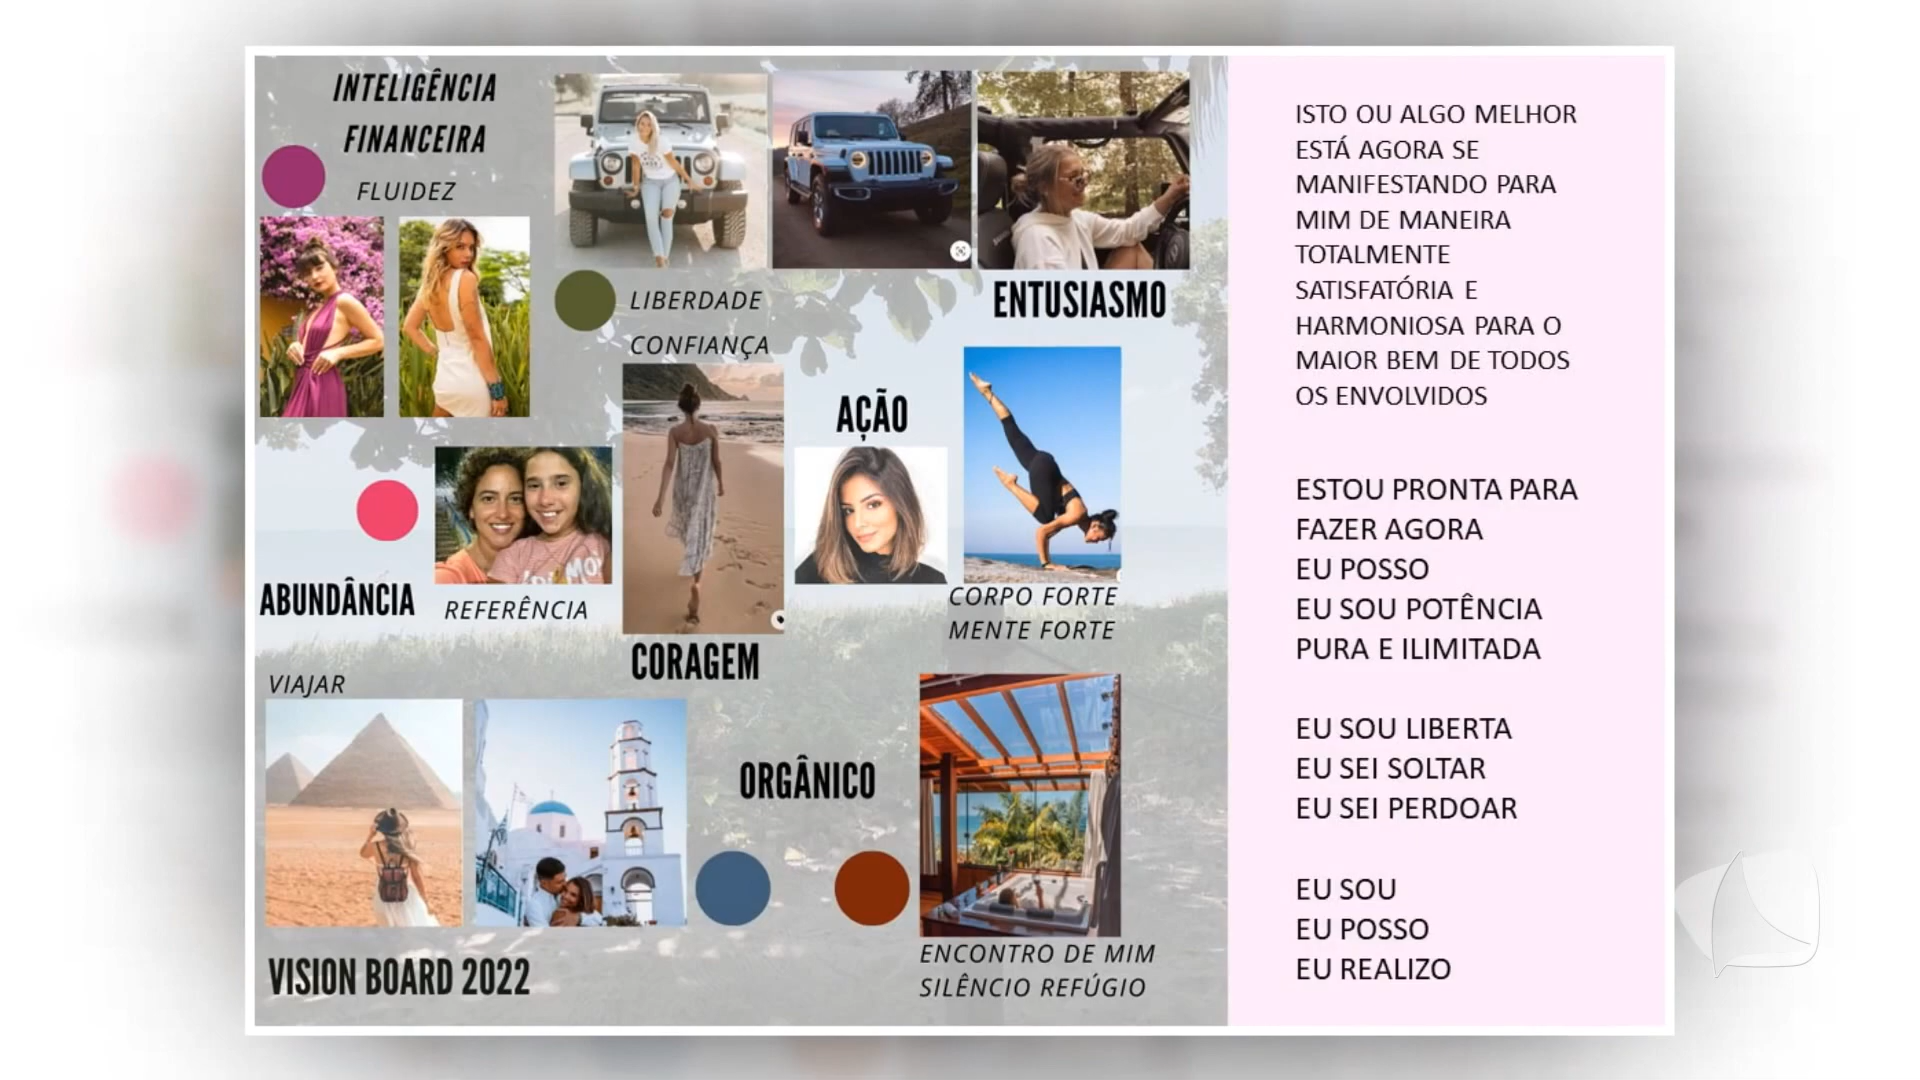 INTELIGÊNCIA
FINANCEIRA
FLUIDEZ
LIBERDADE
CONFIANÇA
ENTUSIASMO
AÇÃO
ABUNDÂNCIA
REFERÊNCIA
CORPO FORTE
MENTE FORTE
CORAGEM
VIAJAR
ORGÂNICO
ENCONTRO DE MIM
SILÊNCIO REFÚGIO
VISION BOARD 2022
ISTO OU ALGO MELHOR
ESTÁ AGORA SE
MANIFESTANDO PARA
MIM DE MANEIRA
TOTALMENTE
SATISFATÓRIA E
HARMONIOSA PARA O
MAIOR BEM DE TODOS
OS ENVOLVIDOS
ESTOU PRONTA PARA
FAZER AGORA
EU POSSO
EU SOU POTÊNCIA
PURA E ILIMITADA
EU SOU LIBERTA
EU SEI SOLTAR
EU SEI PERDOAR
EU SOU
EU POSSO
EU REALIZO